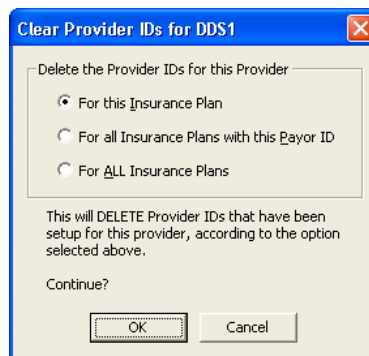 Clear Provider IDs for DDS1
Delete the Provider IDs for this Provider
For this Insurance Plan
For all Insurance Plans with this Payor ID
For ALL Insurance Plans
This will DELETE Provider IDs that have been
setup for this provider, according to the option
selected above.
Continue?
OK
Cancel